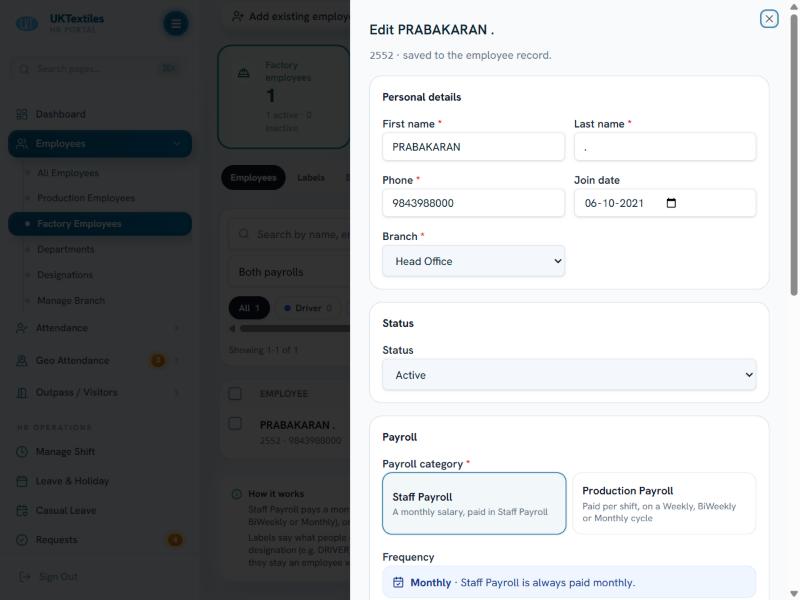 UKTextiles
HR PORTAL
Search pages...
Dashboard
Employees
All Employees
Production Employees
Factory Employees
Departments
Designations
Manage Branch
Attendance
Geo Attendance
3
Outpass / Visitors
HR OPERATIONS
Manage Shift
Leave & Holiday
Casual Leave
Requests
Sign Out
Add existing employe
Factory
employees
1
1 active · 0
inactive
Employees
Labels
Search by name, em
Both payrolls
All 1
Driver 0
Showing 1-1 of 1
EMPLOYEE
PRABAKARAN .
2552 · 9843988000
How it works
Staff Payroll pays a mon
BiWeekly or Monthly), or
Labels say what people
designation (e.g. DRIVER
they stay an employee w
Edit PRABAKARAN .
2552 · saved to the employee record.
Personal details
First name *
Last name *
PRABAKARAN
.
Phone *
Join date
9843988000
06-10-2021
Branch *
Head Office
Status
Status
Active
Payroll
Payroll category *
Staff Payroll
A monthly salary, paid in Staff Payroll
Production Payroll
Paid per shift, on a Weekly, BiWeekly
or Monthly cycle
Frequency
Monthly · Staff Payroll is always paid monthly.